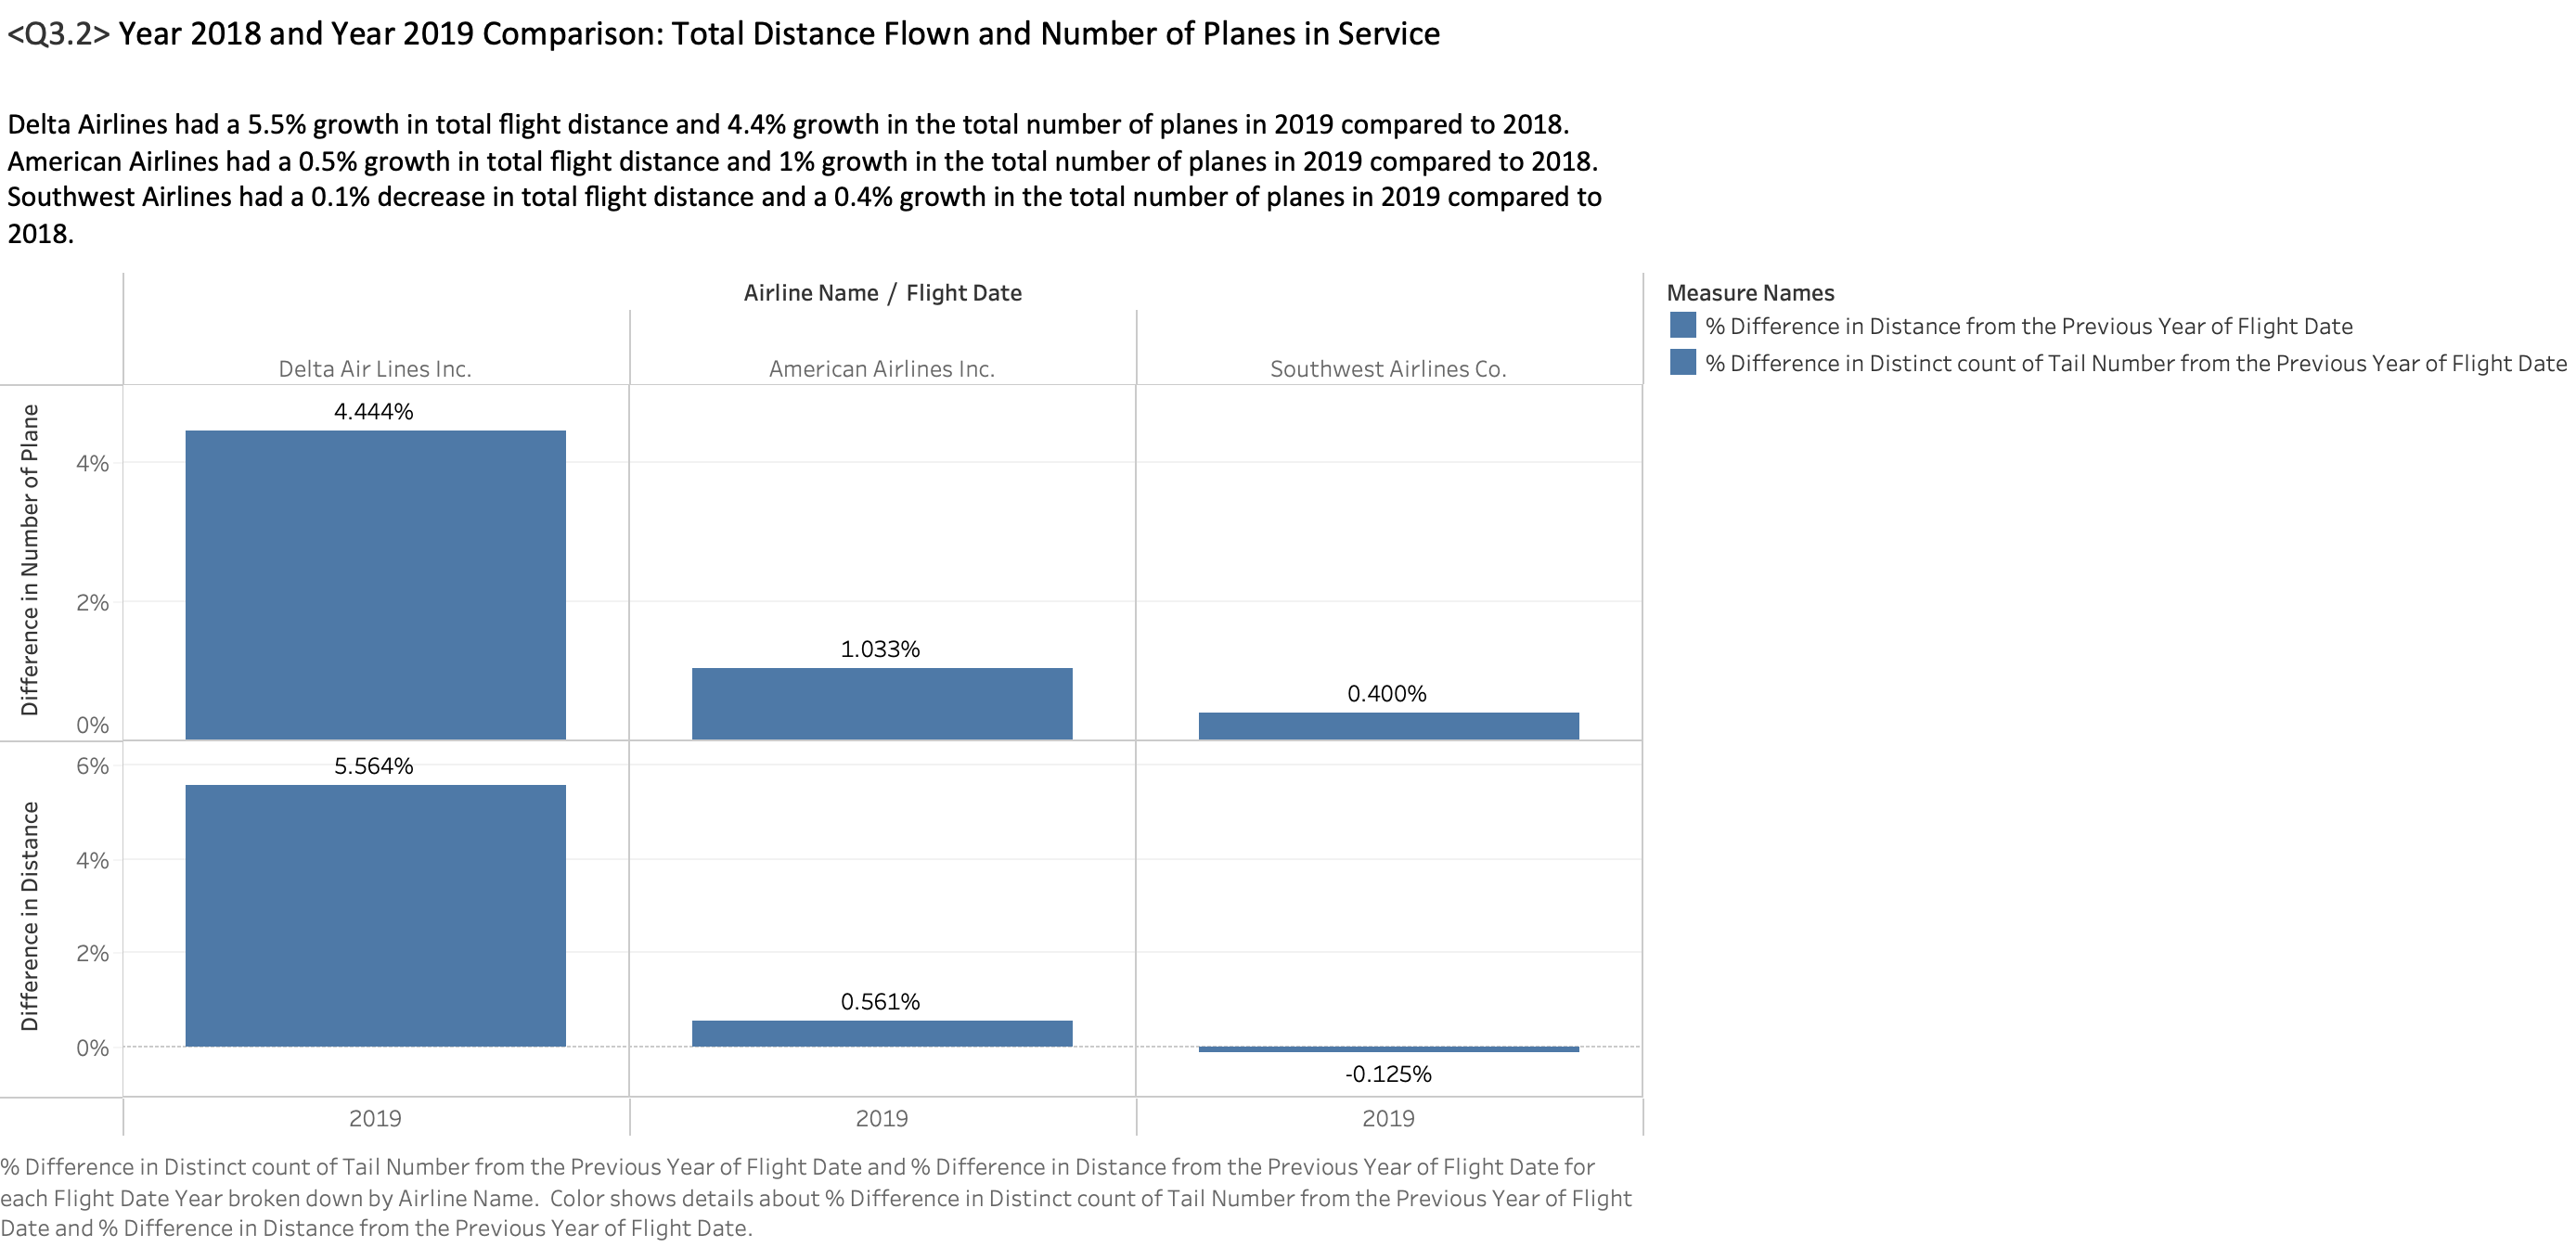 <Q3.2> Year 2018 and Year 2019 Comparison: Total Distance Flown and Number of Planes in Service
Delta Airlines had a 5.5% growth in total flight distance and 4.4% growth in the total number of planes in 2019 compared to 2018.
American Airlines had a 0.5% growth in total flight distance and 1% growth in the total number of planes in 2019 compared to 2018.
Southwest Airlines had a 0.1% decrease in total flight distance and a 0.4% growth in the total number of planes in 2019 compared to
2018.
Airline Name / Flight Date
Delta Air Lines Inc.
American Airlines Inc.
Southwest Airlines Co.
Measure Names
% Difference in Distance from the Previous Year of Flight Date
% Difference in Distinct count of Tail Number from the Previous Year of Flight Date
Difference in Number of Plane
4%
2%
0%
4.444%
1.033%
0.400%
Difference in Distance
6%
4%
2%
0%
5.564%
0.561%
-0.125%
2019
2019
2019
% Difference in Distinct count of Tail Number from the Previous Year of Flight Date and % Difference in Distance from the Previous Year of Flight Date for
each Flight Date Year broken down by Airline Name.  Color shows details about % Difference in Distinct count of Tail Number from the Previous Year of Flight
Date and % Difference in Distance from the Previous Year of Flight Date.